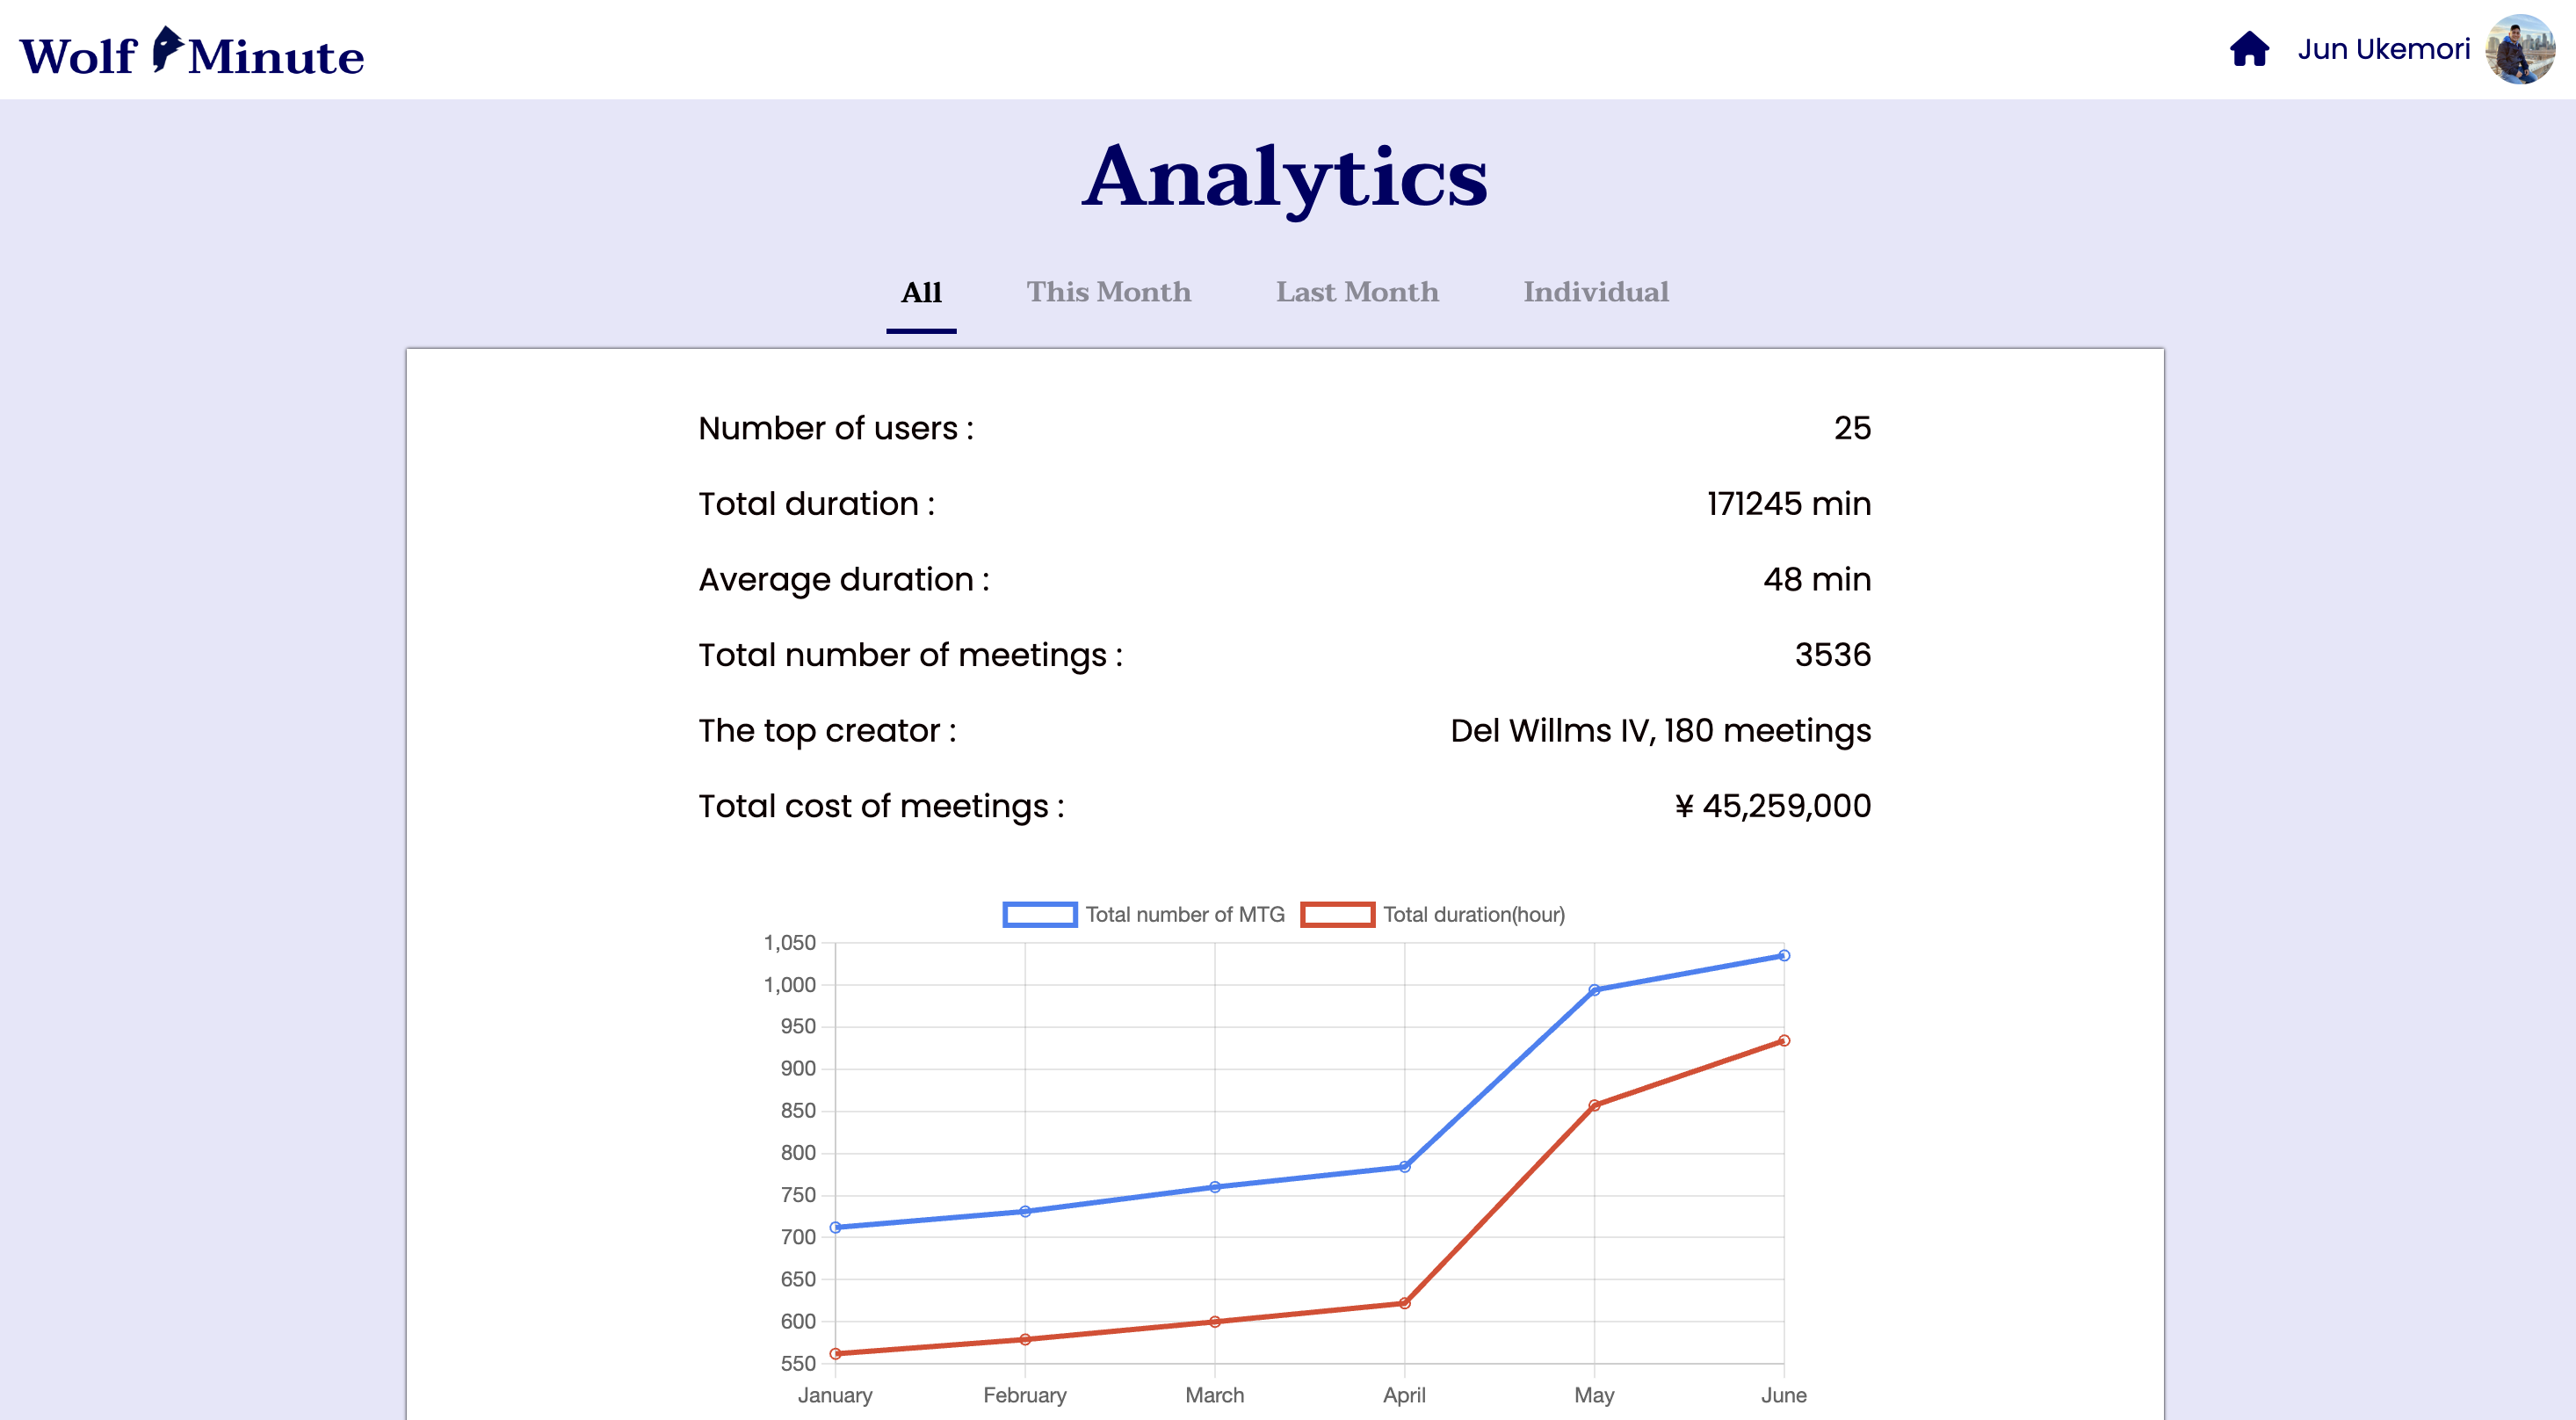 Wolf Minute
Jun Ukemori
Analytics
All This Month Last Month Individual
Number of users : 25
Total duration : 171245 min
Average duration : 48 min
Total number of meetings : 3536
The top creator : Del Willms IV, 180 meetings
Total cost of meetings : ¥ 45,259,000
Total number of MTG Total duration(hour)
1,050
1,000
950
900
850
800
750
700
650
600
550
January February March April May June